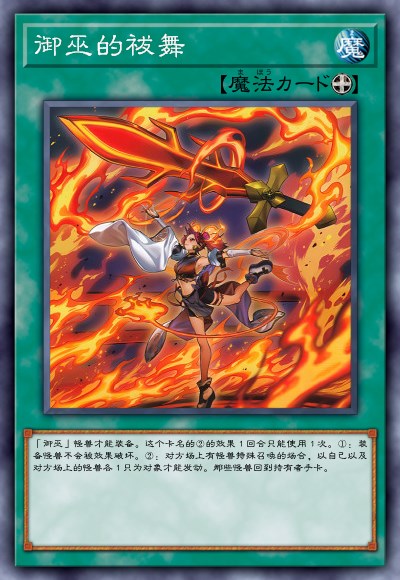 御巫的祓舞
魔
【魔法カード】
ま ほう
「御巫」怪兽才能装备。这个卡名的②的效果1回合只能使用1次。①：装
备怪兽不会被效果破坏。②：对方场上有怪兽特殊召唤的场合，以自己以及
对方场上的怪兽各1只为对象才能发动。那些怪兽回到持有者手卡。